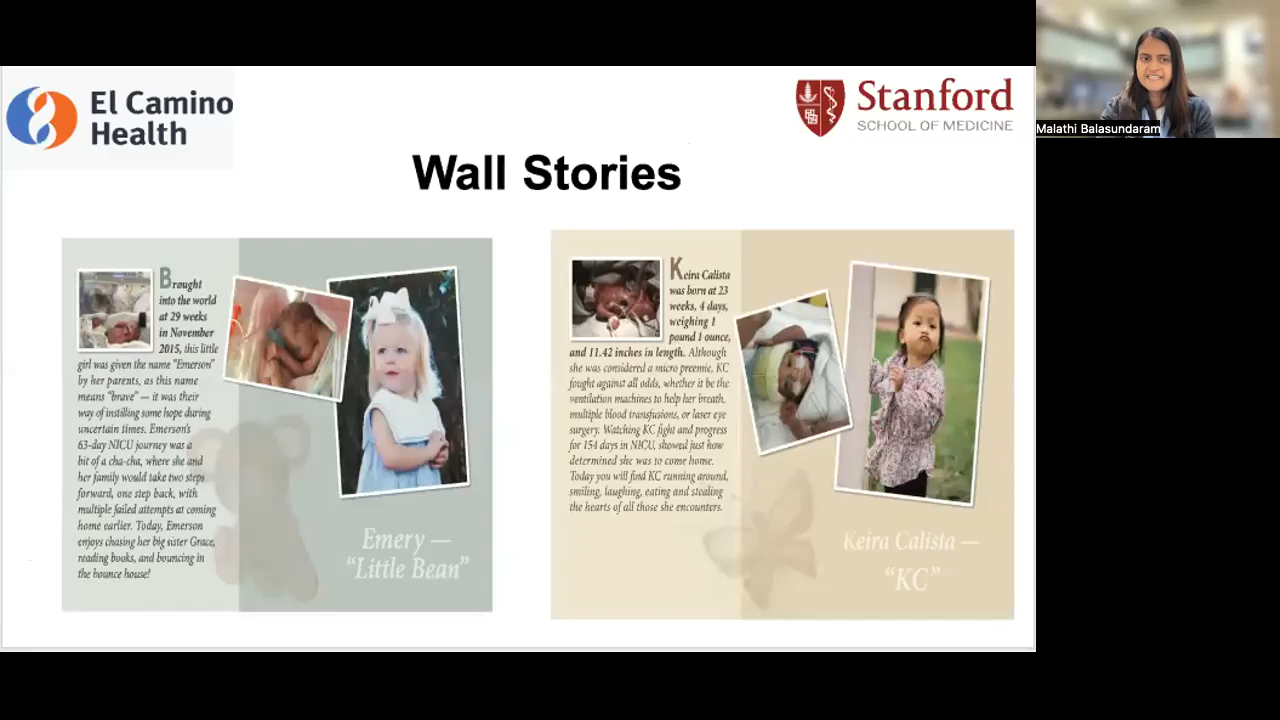 El Camino
Health
Stanford
SCHOOL OF MEDICINE
Malathi Balasundaram
Wall Stories
Brought
into the world
at 29 weeks
in November
2015, this little
girl was given the name "Emerson"
by her parents, as this name
means "brave" — it was their
way of instilling some hope during
uncertain times. Emerson's
63-day NICU journey was a
bit of a cha-cha, where she and
her family would take two steps
forward, one step back, with
multiple failed attempts at coming
home earlier. Today, Emerson
enjoys chasing her big sister Grace,
reading books, and bouncing in
the bounce house!
Emery —
"Little Bean"
Keira Calista
was born at 23
weeks, 4 days,
weighing 1
pound 1 ounce,
and 11.42 inches in length. Although
she was considered a micro preemie, KC
fought against all odds, whether it be the
ventilation machines to help her breath,
multiple blood transfusions, or laser eye
surgery. Watching KC fight and progress
for 154 days in NICU, showed just how
determined she was to come home.
Today you will find KC running around,
smiling, laughing, eating and stealing
the hearts of all those she encounters.
Keira Calista —
"KC"